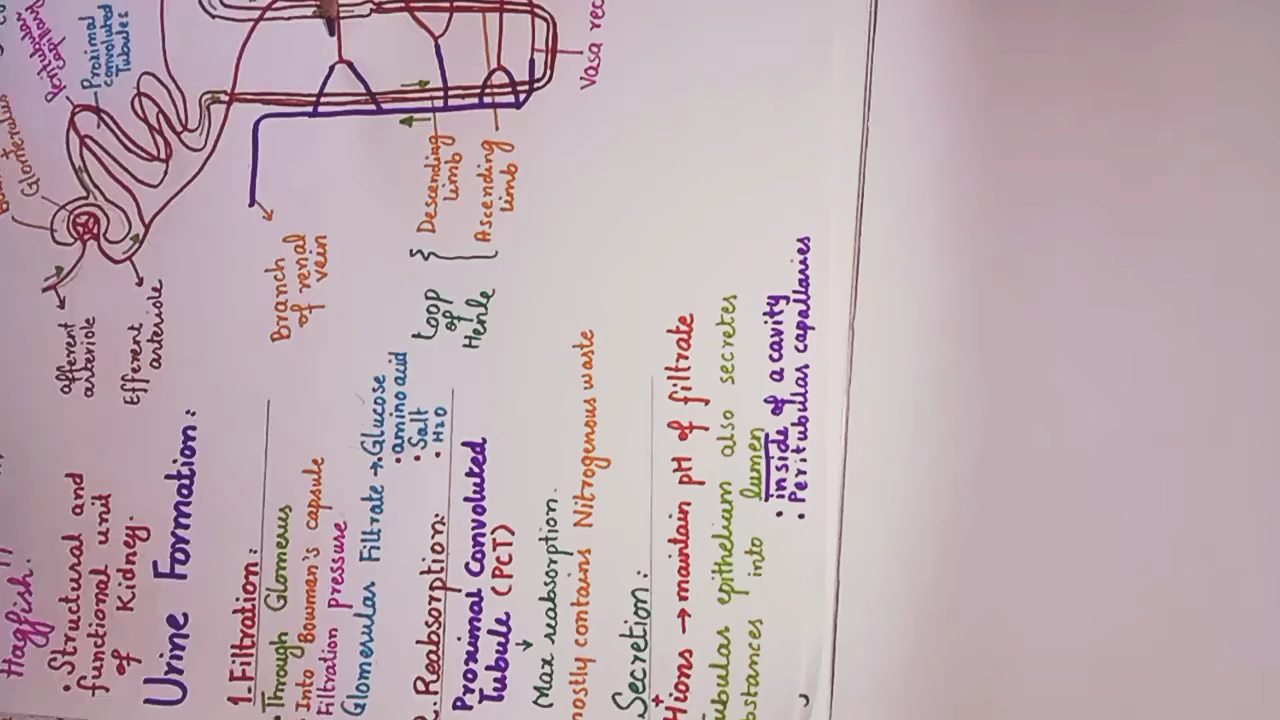 Peritubular
capillary
Proximal
convoluted
Tubules
Glomerulus
afferent
arteriole
Efferent
arteriole
Branch
of renal
vein
Vasa rec
Loop
of
Henle
Descending
limb
Ascending
limb
Hagfish.
• Structural and
functional unit
of Kidney.
Urine Formation:
1. Filtration:
• Through Glomerus
• Into Bowman's capsule
Filtration pressure
Glomerular Filtrate → Glucose
• amino acid
• Salt
• H2O
. Reabsorption:
Proximal Convoluted
Tubule (PCT)
(Max reabsorption.
mostly contains Nitrogenous waste
Secretion:
H+ ions → maintain pH of filtrate
Tubular epithelium also secretes
bstances into lumen
• inside of a cavity
• Peritubular capallaries